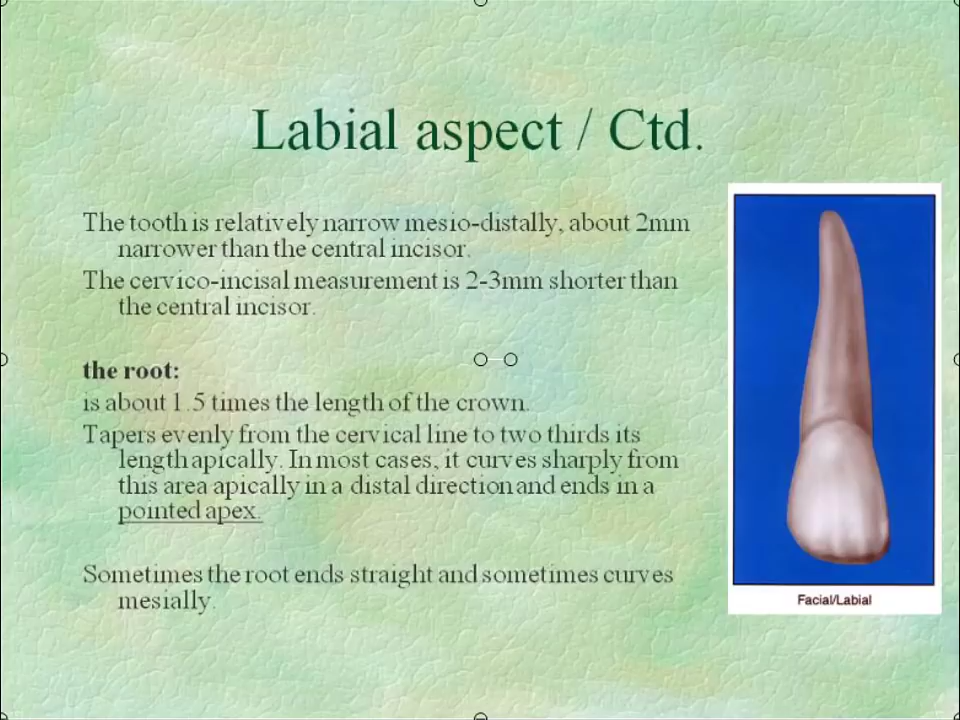 Labial aspect / Ctd.
The tooth is relatively narrow mesio-distally, about 2mm
narrower than the central incisor.
The cervico-incisal measurement is 2-3mm shorter than
the central incisor.
the root:
is about 1.5 times the length of the crown.
Tapers evenly from the cervical line to two thirds its
length apically. In most cases, it curves sharply from
this area apically in a distal direction and ends in a
pointed apex.
Sometimes the root ends straight and sometimes curves
mesially.
Facial/Labial